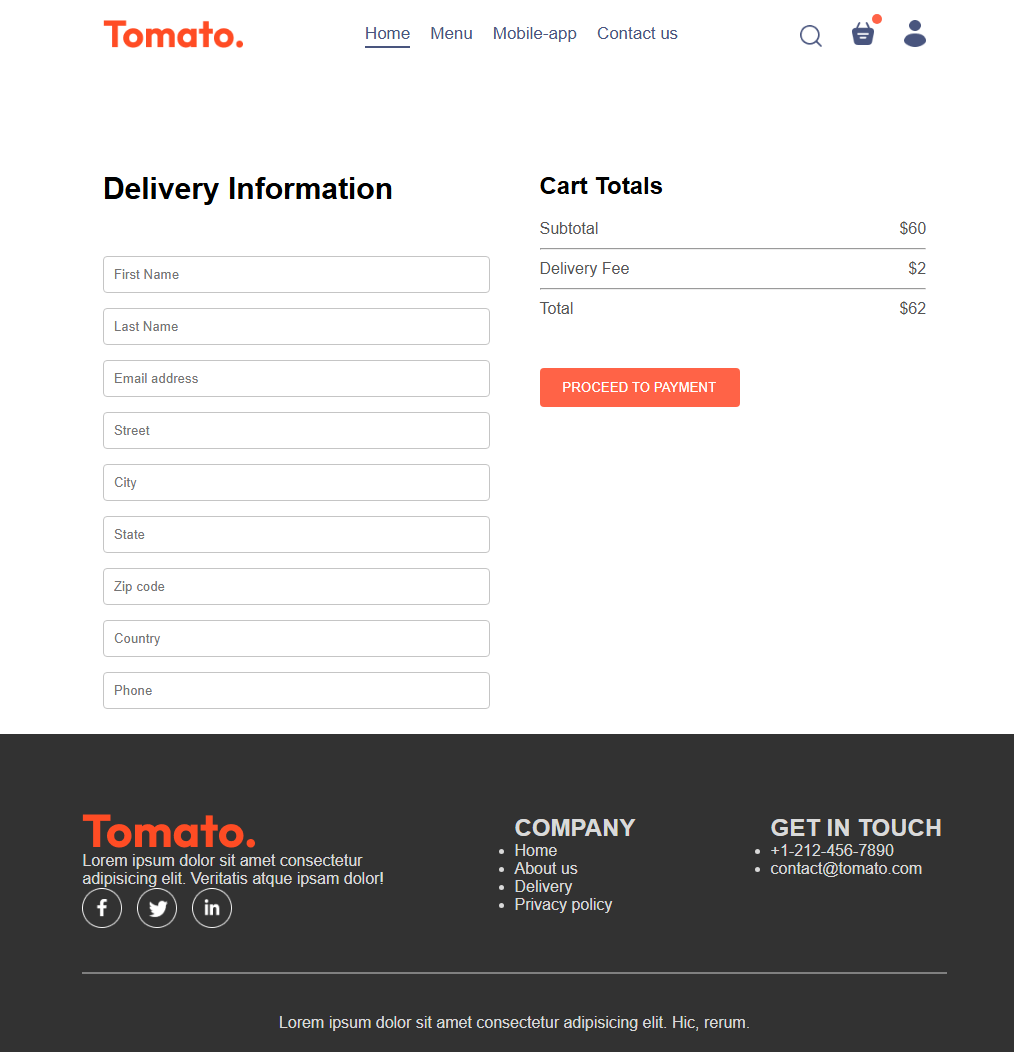 Tomato.
Home Menu Mobile-app Contact us
Delivery Information
First Name
Last Name
Email address
Street
City
State
Zip code
Country
Phone
Cart Totals
Subtotal $60
Delivery Fee $2
Total $62
PROCEED TO PAYMENT
Tomato.
Lorem ipsum dolor sit amet consectetur
adipisicing elit. Veritatis atque ipsam dolor!
f in
COMPANY
Home
About us
Delivery
Privacy policy
GET IN TOUCH
+1-212-456-7890
contact@tomato.com
Lorem ipsum dolor sit amet consectetur adipisicing elit. Hic, rerum.